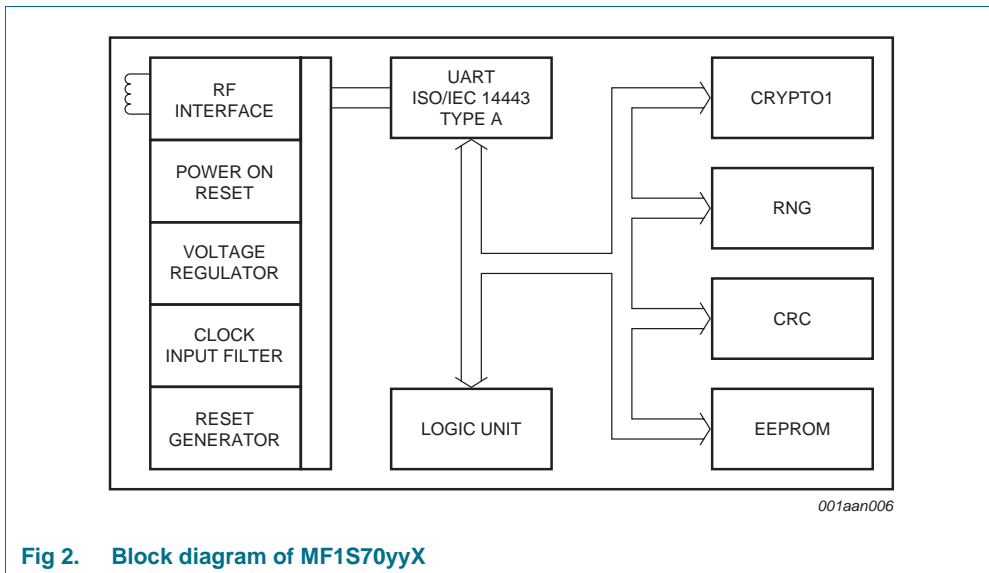 RF
INTERFACE
POWER ON
RESET
VOLTAGE
REGULATOR
CLOCK
INPUT FILTER
RESET
GENERATOR
UART
ISO/IEC 14443
TYPE A
LOGIC UNIT
CRYPTO1
RNG
CRC
EEPROM
001aan006
Fig 2. Block diagram of MF1S70yyX